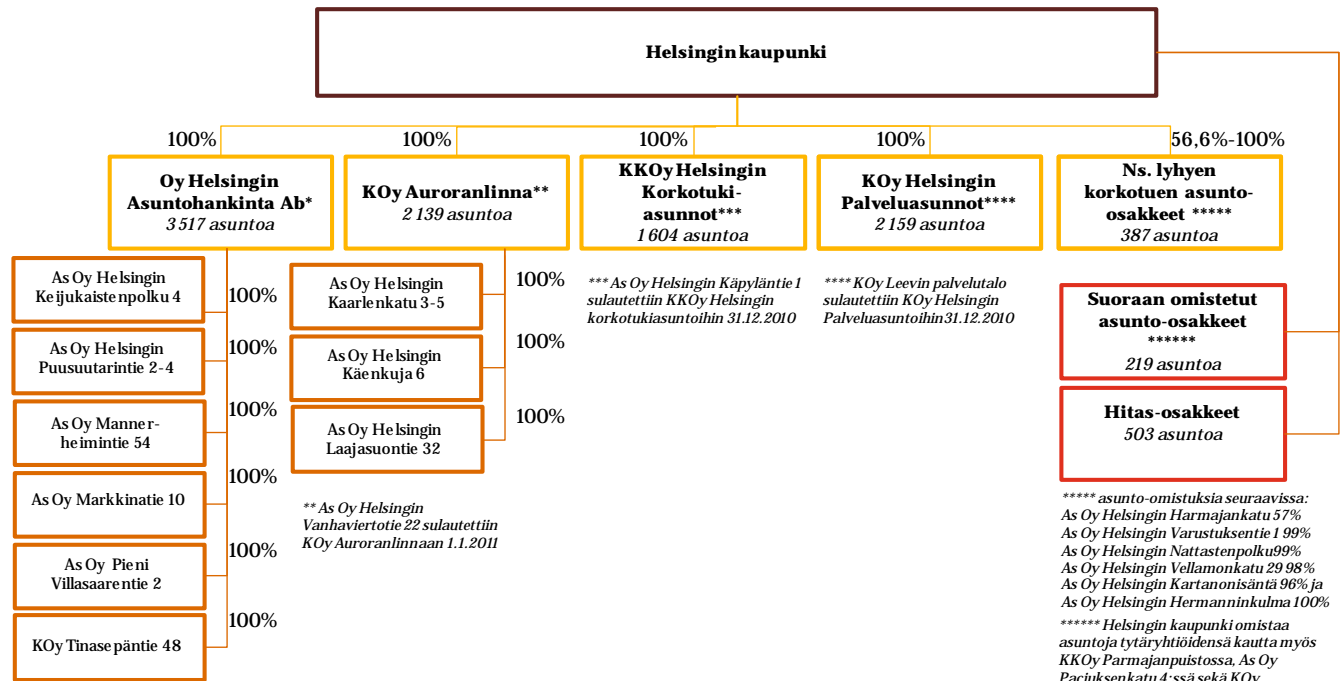 Helsingin kaupunki
100%
100%
100%
100%
56,6%-100%
Oy Helsingin
Asuntohankinta Ab*
3 517 asuntoa
KOy Auroranlinna**
2 139 asuntoa
KKOy Helsingin
Korkotuki-
asunnot***
1 604 asuntoa
KOy Helsingin
Palveluasunnot****
2 159 asuntoa
Ns. lyhyen
korkotuen asunto-
osakkeet *****
387 asuntoa
As Oy Helsingin
Keijukaistenpolku 4
100%
As Oy Helsingin
Puusuutarintie 2-4
100%
As Oy Manner-
heimintie 54
100%
As Oy Markkinatie 10
100%
As Oy Pieni
Villasaarentie 2
100%
KOy Tinasepäntie 48
100%
As Oy Helsingin
Kaarlenkatu 3-5
100%
As Oy Helsingin
Käenkuja 6
100%
As Oy Helsingin
Laajasuontie 32
100%
** As Oy Helsingin
Vanhaviertotie 22 sulautettiin
KOy Auroranlinnaan 1.1.2011
*** As Oy Helsingin Käpyläntie 1
sulautettiin KKOy Helsingin
korkotukiasuntoihin 31.12.2010
**** KOy Leevin palvelutalo
sulautettiin KOy Helsingin
Palveluasuntoihin 31.12.2010
Suoraan omistetut
asunto-osakkeet
******
219 asuntoa
Hitas-osakkeet
503 asuntoa
***** asunto-omistuksia seuraavissa:
As Oy Helsingin Harmajankatu 57%
As Oy Helsingin Varustuksentie 1 99%
As Oy Helsingin Nattastenpolku99%
As Oy Helsingin Vellamonkatu 29 98%
As Oy Helsingin Kartanonisäntä 96% ja
As Oy Helsingin Hermanninkulma 100%
****** Helsingin kaupunki omistaa
asuntoja tytäryhtiöidensä kautta myös
KKOy Parmajanpuistossa, As Oy
Paciuksenkatu 4:ssä sekä KOy